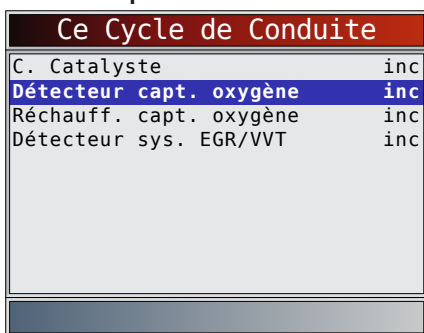 Ce Cycle de Conduite
C. Catalyste inc
Détecteur capt. oxygène inc
Réchauff. capt. oxygène inc
Détecteur sys. EGR/VVT inc